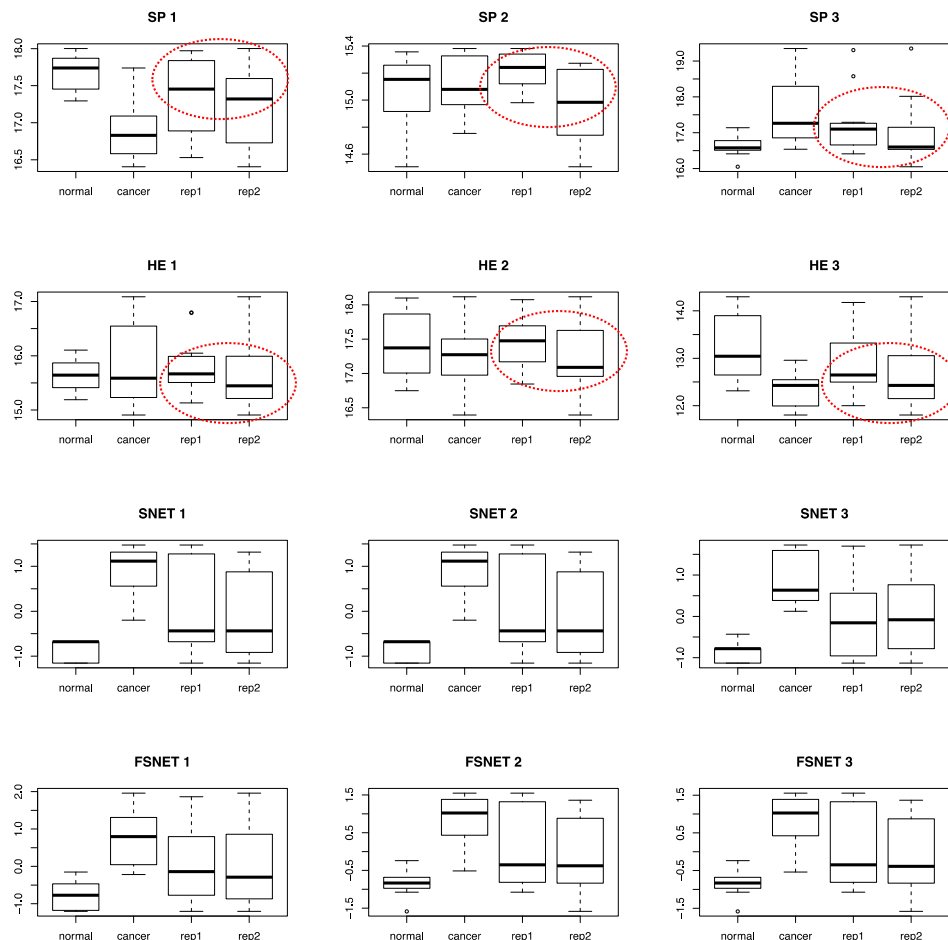 SP 1
18.0
17.5
17.0
16.5
normal cancer rep1 rep2
SP 2
15.4
15.0
14.6
normal cancer rep1 rep2
SP 3
19.0
18.0
17.0
16.0
normal cancer rep1 rep2
HE 1
17.0
16.0
15.0
normal cancer rep1 rep2
HE 2
18.0
17.5
17.0
16.5
normal cancer rep1 rep2
HE 3
14.0
13.0
12.0
normal cancer rep1 rep2
SNET 1
1.0
0.0
−1.0
normal cancer rep1 rep2
SNET 2
1.0
0.0
−1.0
normal cancer rep1 rep2
SNET 3
1.0
0.0
−1.0
normal cancer rep1 rep2
FSNET 1
2.0
1.0
0.0
−1.0
normal cancer rep1 rep2
FSNET 2
1.5
0.5
−0.5
−1.5
normal cancer rep1 rep2
FSNET 3
1.5
0.5
−0.5
−1.5
normal cancer rep1 rep2